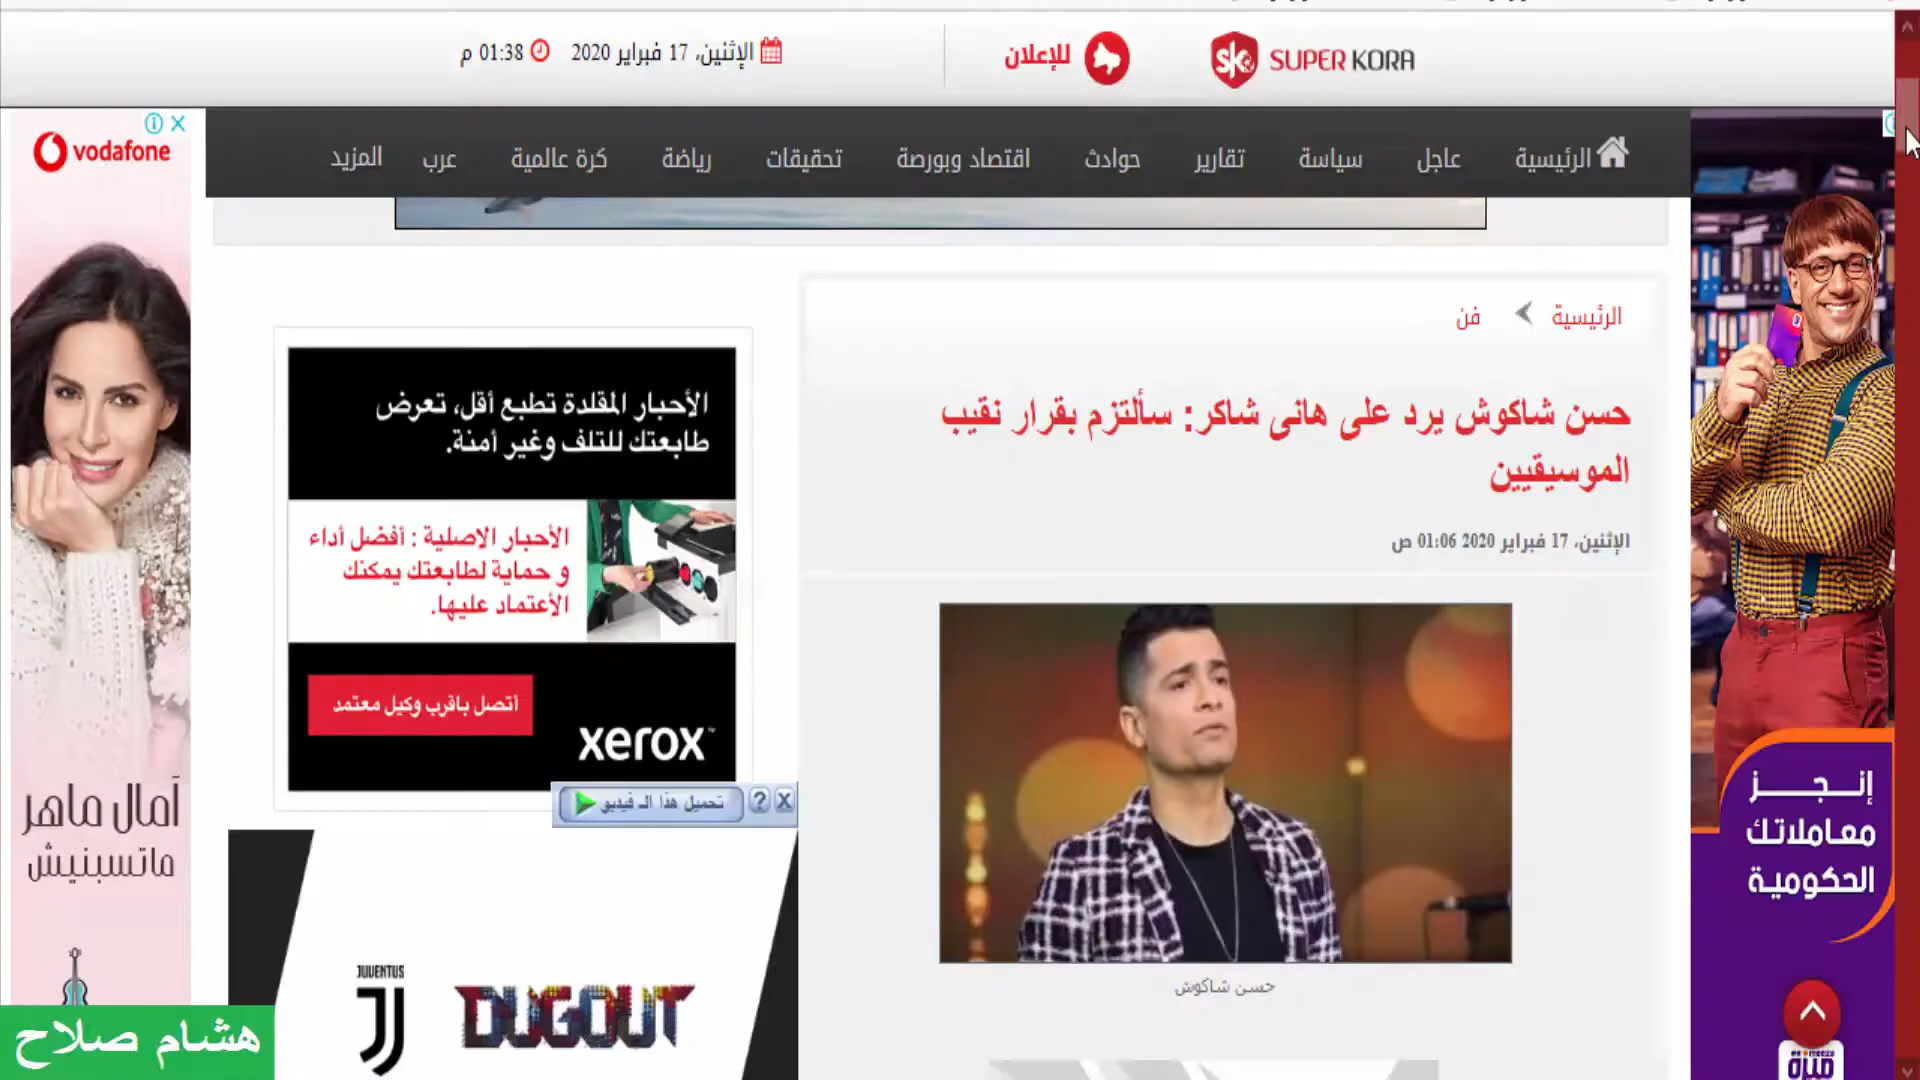 SUPER KORA
للإعلان
الإثنين، 17 فبراير 2020
01:38 م
الرئيسية
عاجل
سياسة
تقارير
حوادث
اقتصاد وبورصة
تحقيقات
رياضة
كرة عالمية
عرب
المزيد
الرئيسية
فن
حسن شاكوش يرد على هانى شاكر: سألتزم بقرار نقيب
الموسيقيين
الإثنين، 17 فبراير 2020 01:06 ص
حسن شاكوش
الأحبار المقلدة تطبع أقل، تعرض
طابعتك للتلف وغير أمنة.
الأحبار الاصلية : أفضل أداء
و حماية لطابعتك يمكنك
الأعتماد عليها.
أتصل باقرب وكيل معتمد
xerox
تحميل هذا الـ فيديو
JUVENTUS
DUGOUT
vodafone
آمال ماهر
ماتسبنيش
هشام صلاح
إنجـــز
معاملاتك
الحكومية
meeza
ميزة